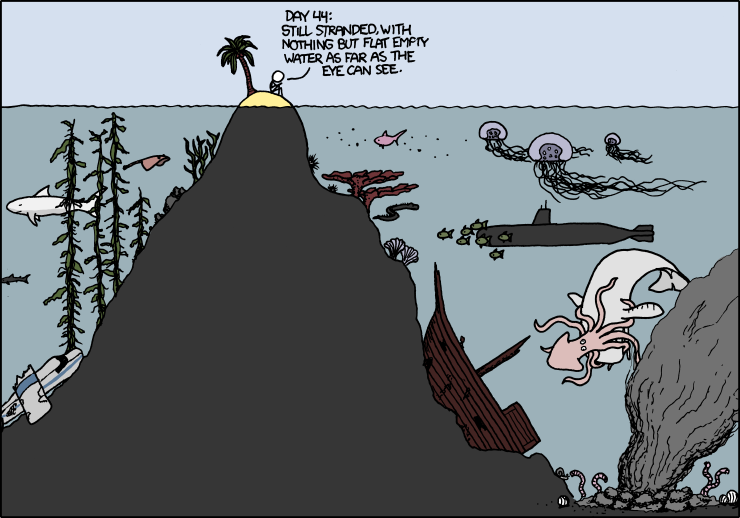 DAY 44:
STILL STRANDED, WITH
NOTHING BUT FLAT EMPTY
WATER AS FAR AS THE
EYE CAN SEE.